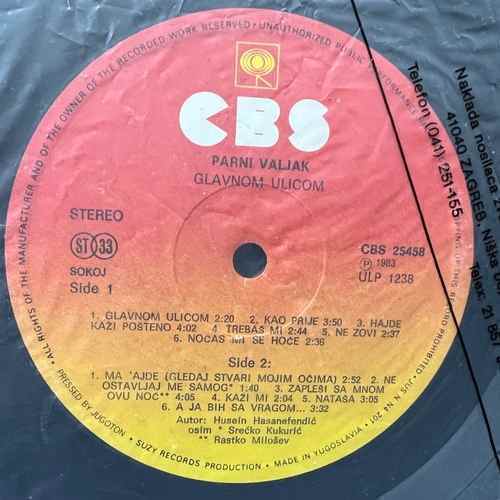 • ALL RIGHTS OF THE MANUFACTURER AND OF THE OWNER OF THE RECORDED WORK RESERVED • UNAUTHORIZED PUBLIC PERFORMANCE
PROHIBITED •
CBS
PARNI VALJAK
GLAVNOM ULICOM
STEREO
ST 33
SOKOJ
Side 1
CBS 25458
Ⓟ 1983
ULP 1238
1. GLAVNOM ULICOM 2:20 2. KAO PRIJE 3:50 3. HAJDE
KAŽI POŠTENO 4:02 4 TREBAŠ MI 2:44 5. NE ZOVI 2:37
6. NOĆAS MI SE HOĆE 2:36
Side 2:
1. MA 'AJDE (GLEDAJ STVARI MOJIM OČIMA) 2:52 2. NE
OSTAVLJAJ ME SAMOG* 1:40 3. ZAPLEŠI SA MNOM
OVU NOĆ** 4:05 4. KAŽI MI 2:04 5. NATAŠA 3:05
6. A JA BIH SA VRAGOM... 3:32
Autor: Husein Hasanefendić
osim * Srećko Kukurić
** Rastko Milošev
• PRESSED BY JUGOTON • SUZY RECORDS PRODUCTION • MADE IN YUGOSLAVIA •
Naklada nosilaca
41040 ZAGREB,
Telefon (041) 251-155
Telex: 21